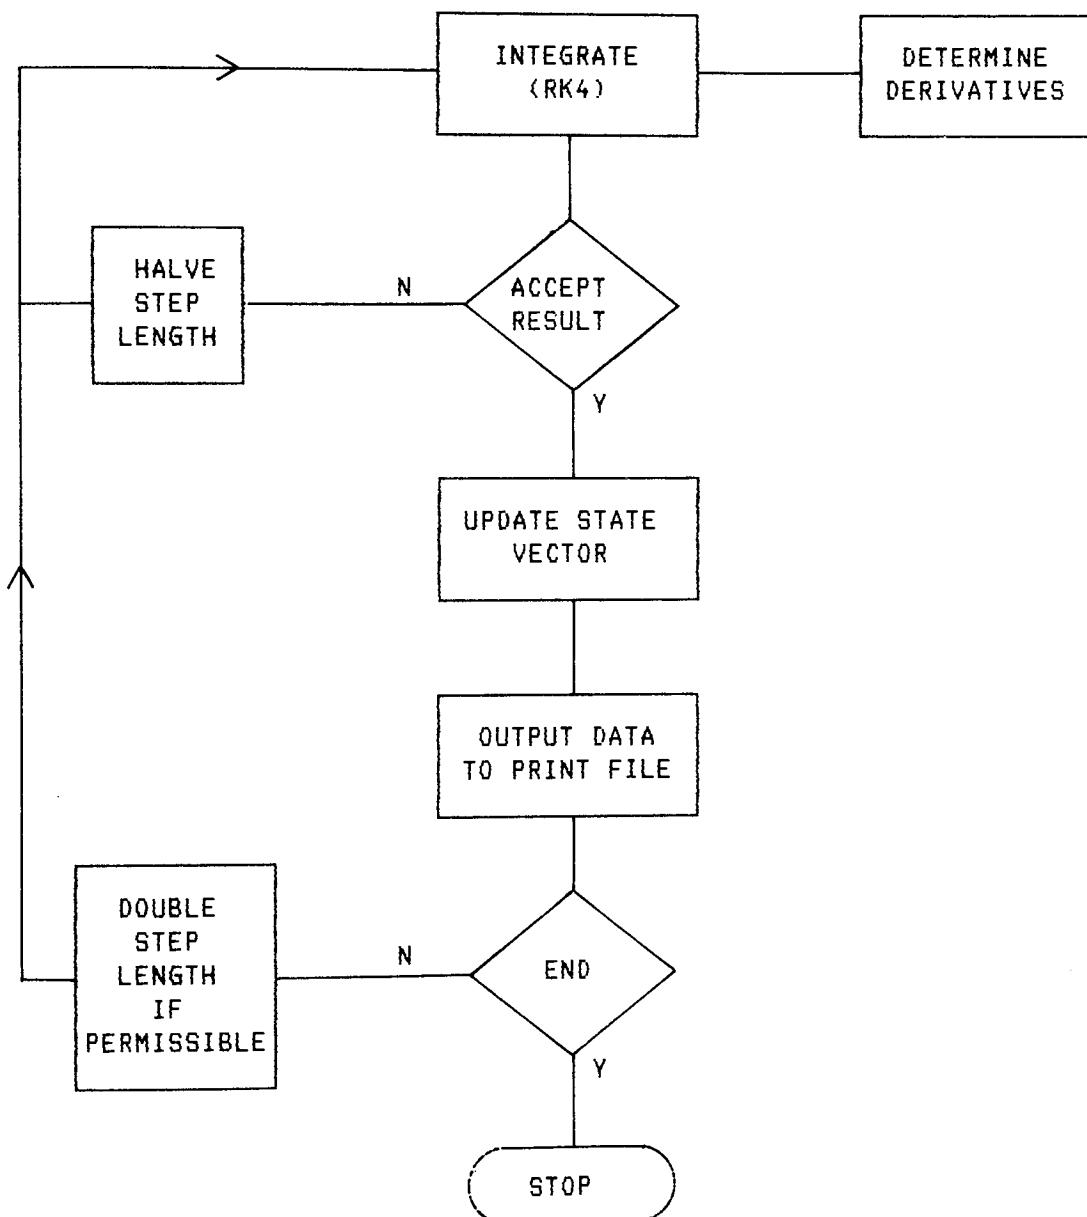 INTEGRATE
(RK4)
DETERMINE
DERIVATIVES
HALVE
STEP
LENGTH
N
ACCEPT
RESULT
Y
UPDATE STATE
VECTOR
OUTPUT DATA
TO PRINT FILE
DOUBLE
STEP
LENGTH
IF
PERMISSIBLE
N
END
Y
STOP